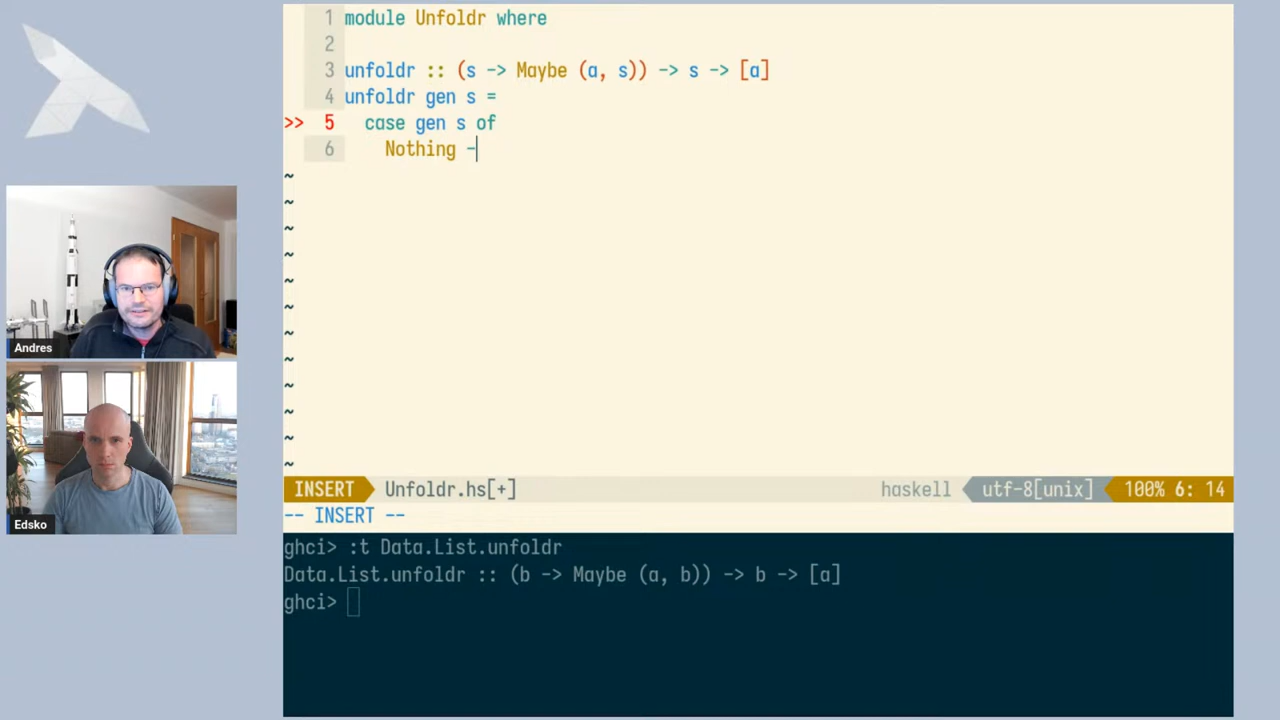 1 module Unfoldr where
2
3 unfoldr :: (s -> Maybe (a, s)) -> s -> [a]
4 unfoldr gen s =
>> 5   case gen s of
6     Nothing -
~
~
~
~
~
~
~
~
~
~
~
~
INSERT Unfoldr.hs[+] haskell utf-8[unix] 100% 6: 14
-- INSERT --
ghci> :t Data.List.unfoldr
Data.List.unfoldr :: (b -> Maybe (a, b)) -> b -> [a]
ghci>
Andres
Edsko